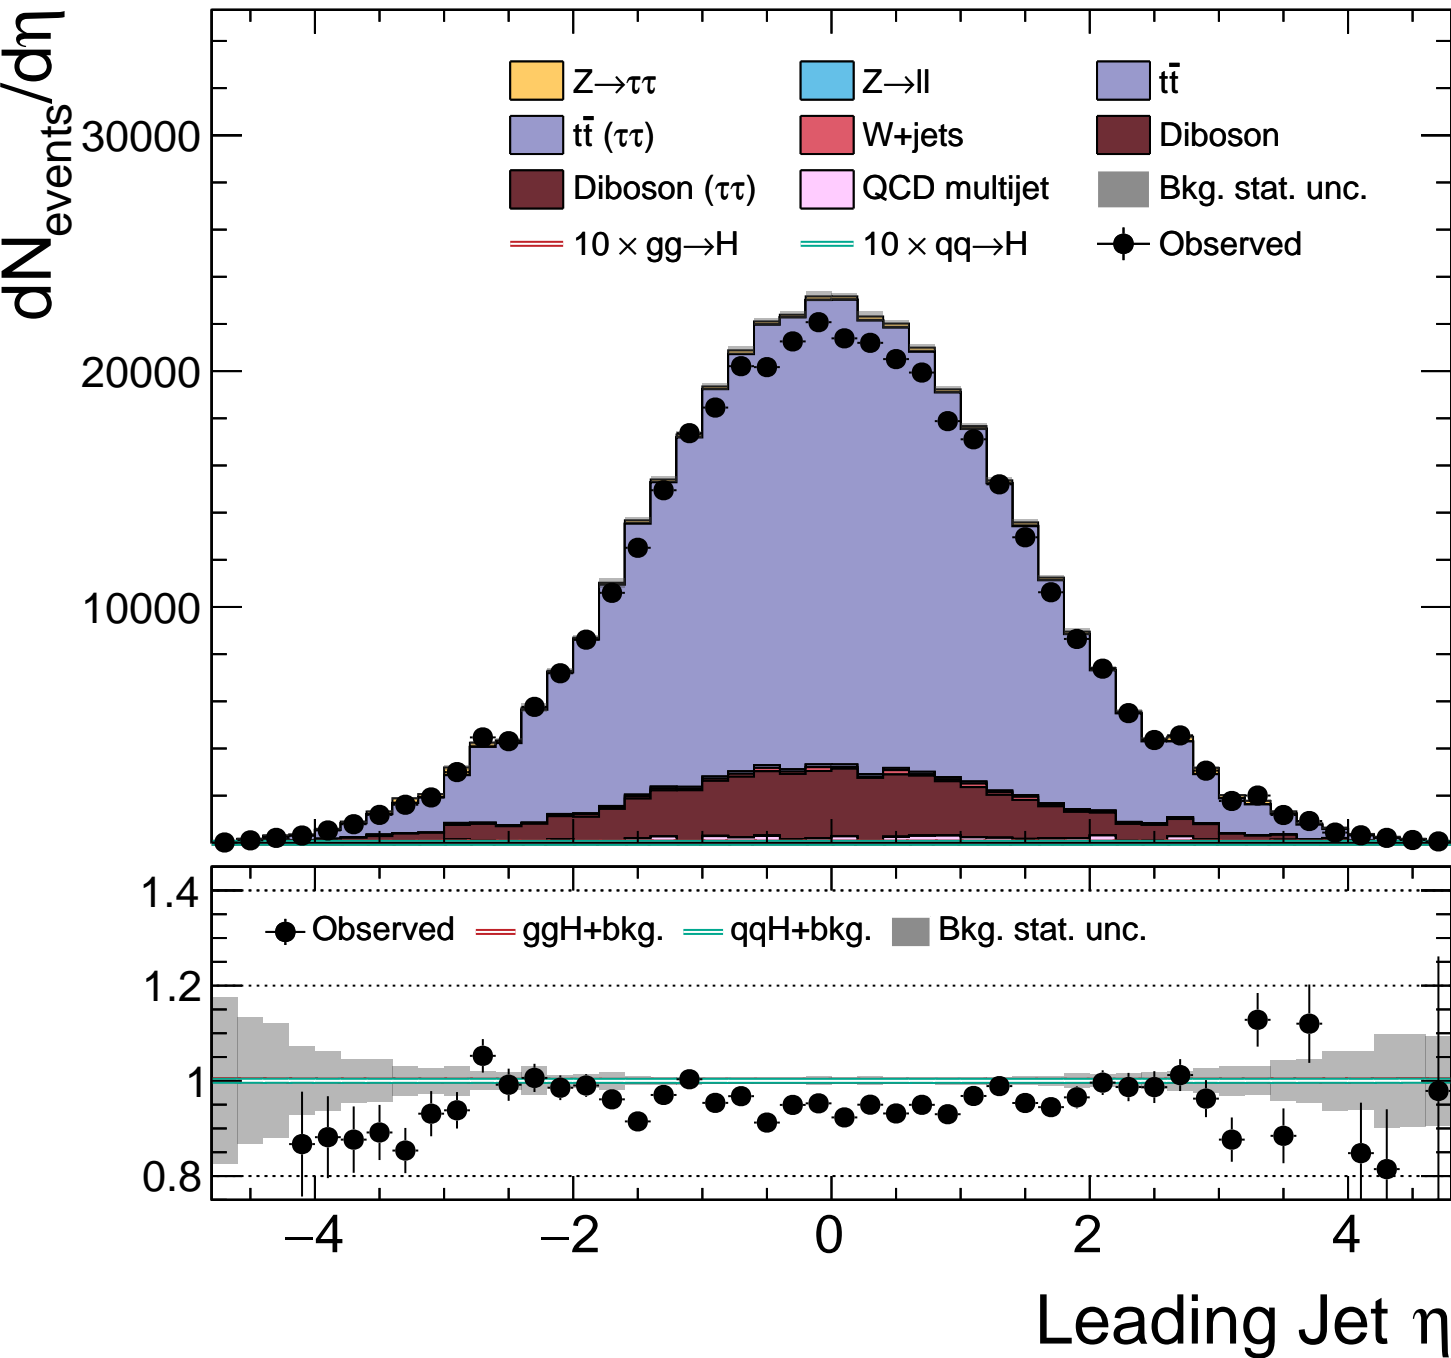 dN_events/dη
Z→ττ Z→ll tt̄
30000 tt̄ (ττ) W+jets Diboson
Diboson (ττ) QCD multijet Bkg. stat. unc.
10 × gg→H 10 × qq→H Observed
20000
10000
1.4
Observed ggH+bkg. qqH+bkg. Bkg. stat. unc.
1.2
1
0.8
−4 −2 0 2 4
Leading Jet η